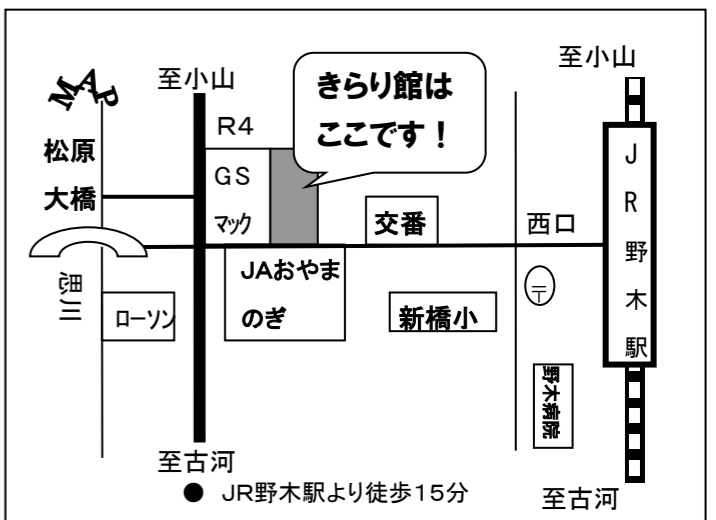 MAP
至小山
至小山
きらり館は
ここです！
R4
松原
大橋
GS
マック
交番
西口
JR野木駅
思川
ローソン
JAおやま
のぎ
新橋小
〒
野木病院
至古河
至古河
● JR野木駅より徒歩15分